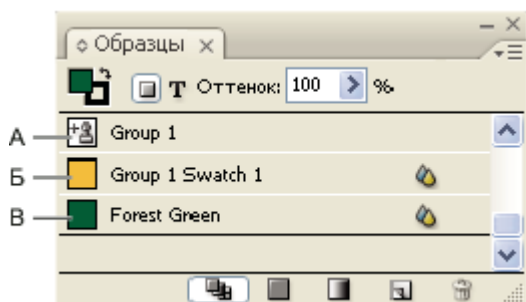 Образцы
T Оттенок: 100 %
А Group 1
Б Group 1 Swatch 1
В Forest Green